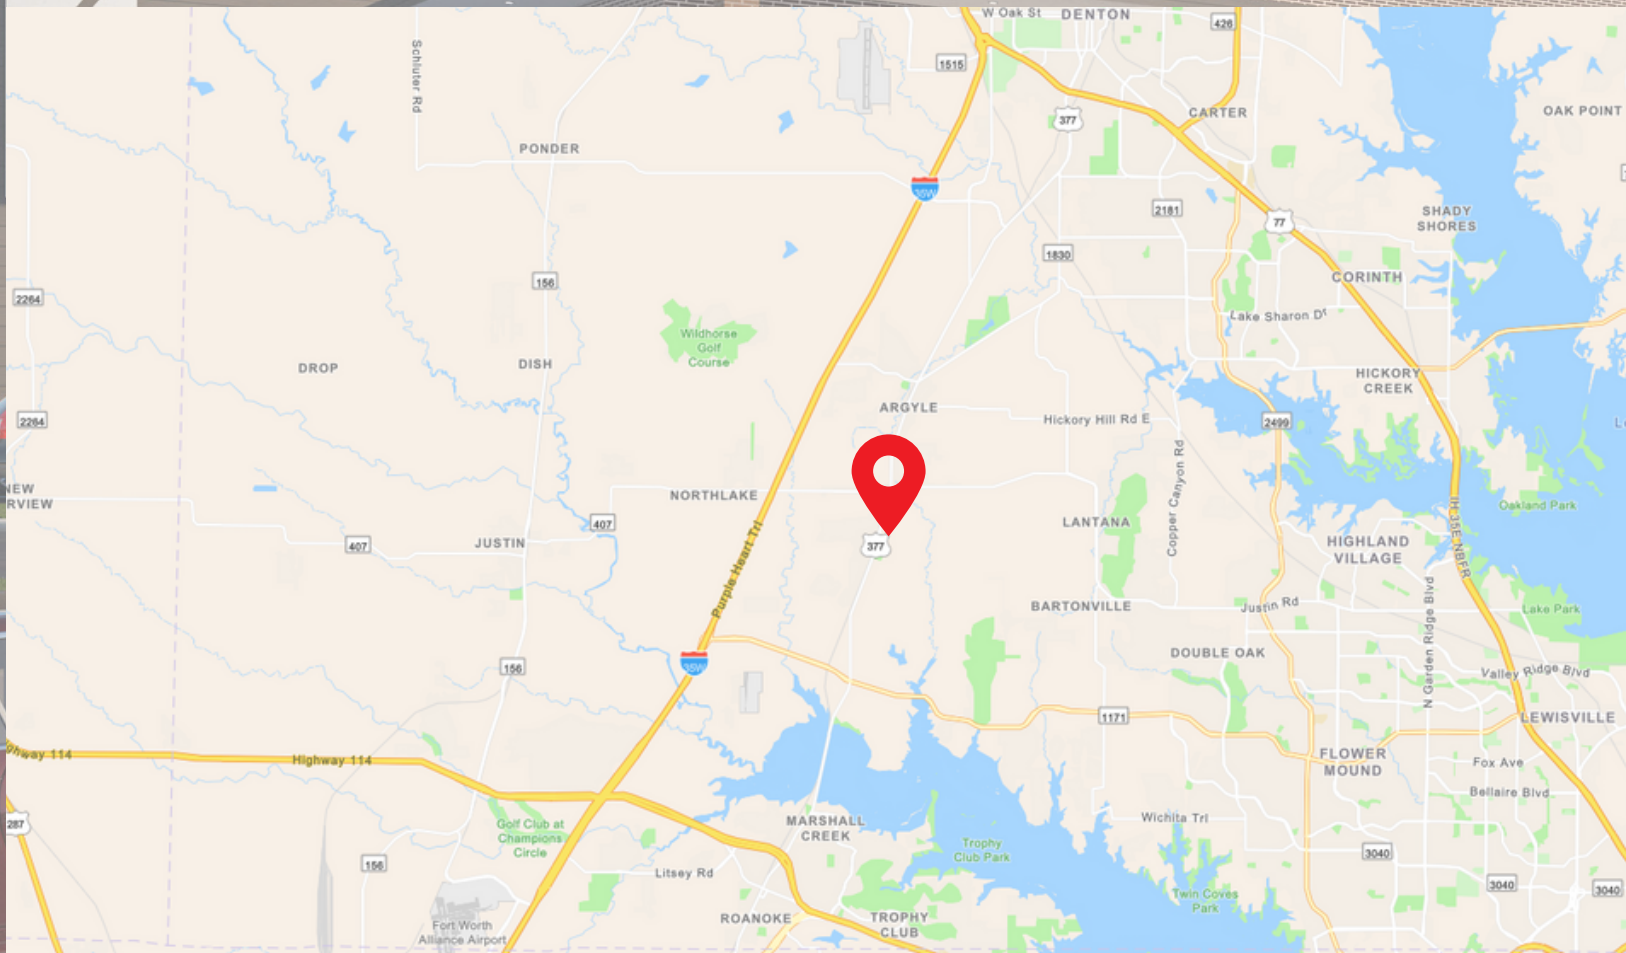 W Oak St
DENTON
426
1515
Schluter Rd
377
CARTER
OAK POINT
PONDER
35W
2181
SHADY
SHORES
77
1830
CORINTH
156
2264
Lake Sharon Dr
Wildhorse
Golf
Course
DROP
DISH
HICKORY
CREEK
ARGYLE
Hickory Hill Rd E
2499
2264
Copper Canyon Rd
NEW
RVIEW
NORTHLAKE
Oakland Park
407
LANTANA
IH 35E NBFR
407
JUSTIN
377
HIGHLAND
VILLAGE
Purple Heart Trl
BARTONVILLE
Justin Rd
Lake Park
N Garden Ridge Blvd
DOUBLE OAK
35W
156
Valley Ridge Blvd
1171
LEWISVILLE
ghway 114
Highway 114
FLOWER
MOUND
Fox Ave
Bellaire Blvd
287
Golf Club at
Champions
Circle
MARSHALL
CREEK
Wichita Trl
156
Trophy
Club Park
3040
Litsey Rd
3040
3040
Twin Coves
Park
ROANOKE
TROPHY
CLUB
Fort Worth
Alliance Airport